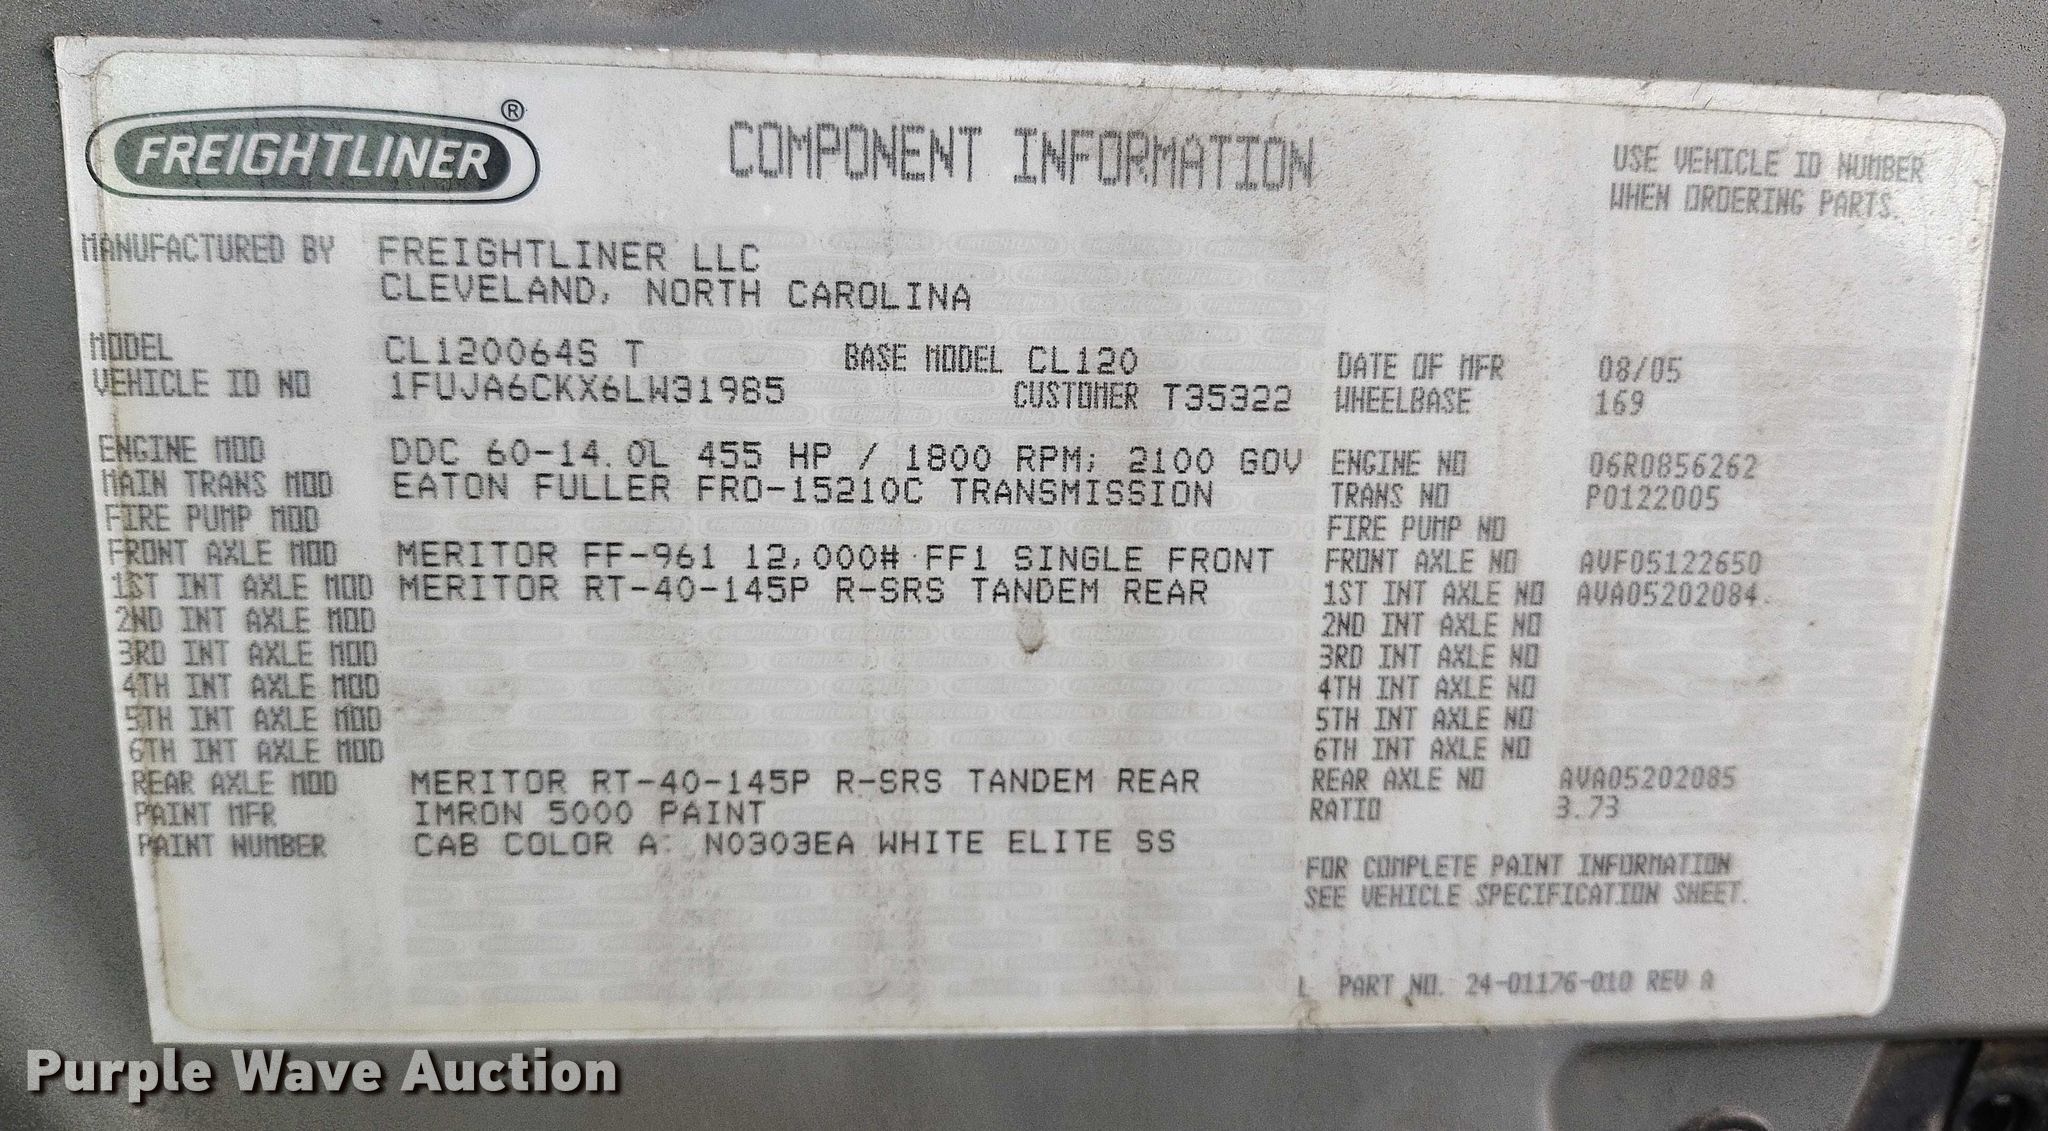 FREIGHTLINER®
COMPONENT INFORMATION
USE VEHICLE ID NUMBER
WHEN ORDERING PARTS.
MANUFACTURED BY FREIGHTLINER LLC
CLEVELAND, NORTH CAROLINA
MODEL CL120064S T BASE MODEL CL120 DATE OF MFR 08/05
VEHICLE ID NO 1FUJA6CKX6LW31985 CUSTOMER T35322 WHEELBASE 169
ENGINE MOD DDC 60-14.0L 455 HP / 1800 RPM; 2100 GOV ENGINE NO 06R0856262
MAIN TRANS MOD EATON FULLER FRO-15210C TRANSMISSION TRANS NO P0122005
FIRE PUMP MOD FIRE PUMP NO
FRONT AXLE MOD MERITOR FF-961 12,000# FF1 SINGLE FRONT FRONT AXLE NO AVF05122650
1ST INT AXLE MOD MERITOR RT-40-145P R-SRS TANDEM REAR 1ST INT AXLE NO AVA05202084
2ND INT AXLE MOD 2ND INT AXLE NO
3RD INT AXLE MOD 3RD INT AXLE NO
4TH INT AXLE MOD 4TH INT AXLE NO
5TH INT AXLE MOD 5TH INT AXLE NO
6TH INT AXLE MOD 6TH INT AXLE NO
REAR AXLE MOD MERITOR RT-40-145P R-SRS TANDEM REAR REAR AXLE NO AVA05202085
PAINT MFR IMRON 5000 PAINT RATIO 3.73
PAINT NUMBER CAB COLOR A: N0303EA WHITE ELITE SS
FOR COMPLETE PAINT INFORMATION
SEE VEHICLE SPECIFICATION SHEET.
L PART NO. 24-01176-010 REV A
Purple Wave Auction